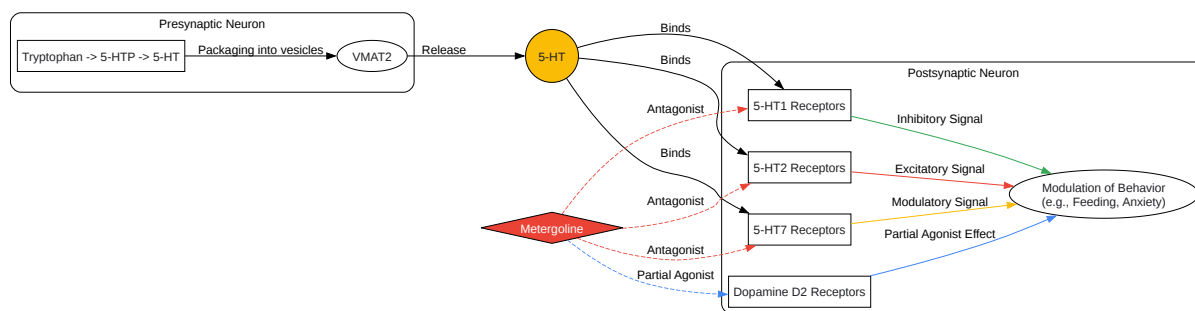 Presynaptic Neuron
Tryptophan -> 5-HTP -> 5-HT
Packaging into vesicles
VMAT2
Release
5-HT
Binds
Binds
Binds
Antagonist
Antagonist
Antagonist
Partial Agonist
Metergoline
Postsynaptic Neuron
5-HT1 Receptors
5-HT2 Receptors
5-HT7 Receptors
Dopamine D2 Receptors
Inhibitory Signal
Excitatory Signal
Modulatory Signal
Partial Agonist Effect
Modulation of Behavior
(e.g., Feeding, Anxiety)